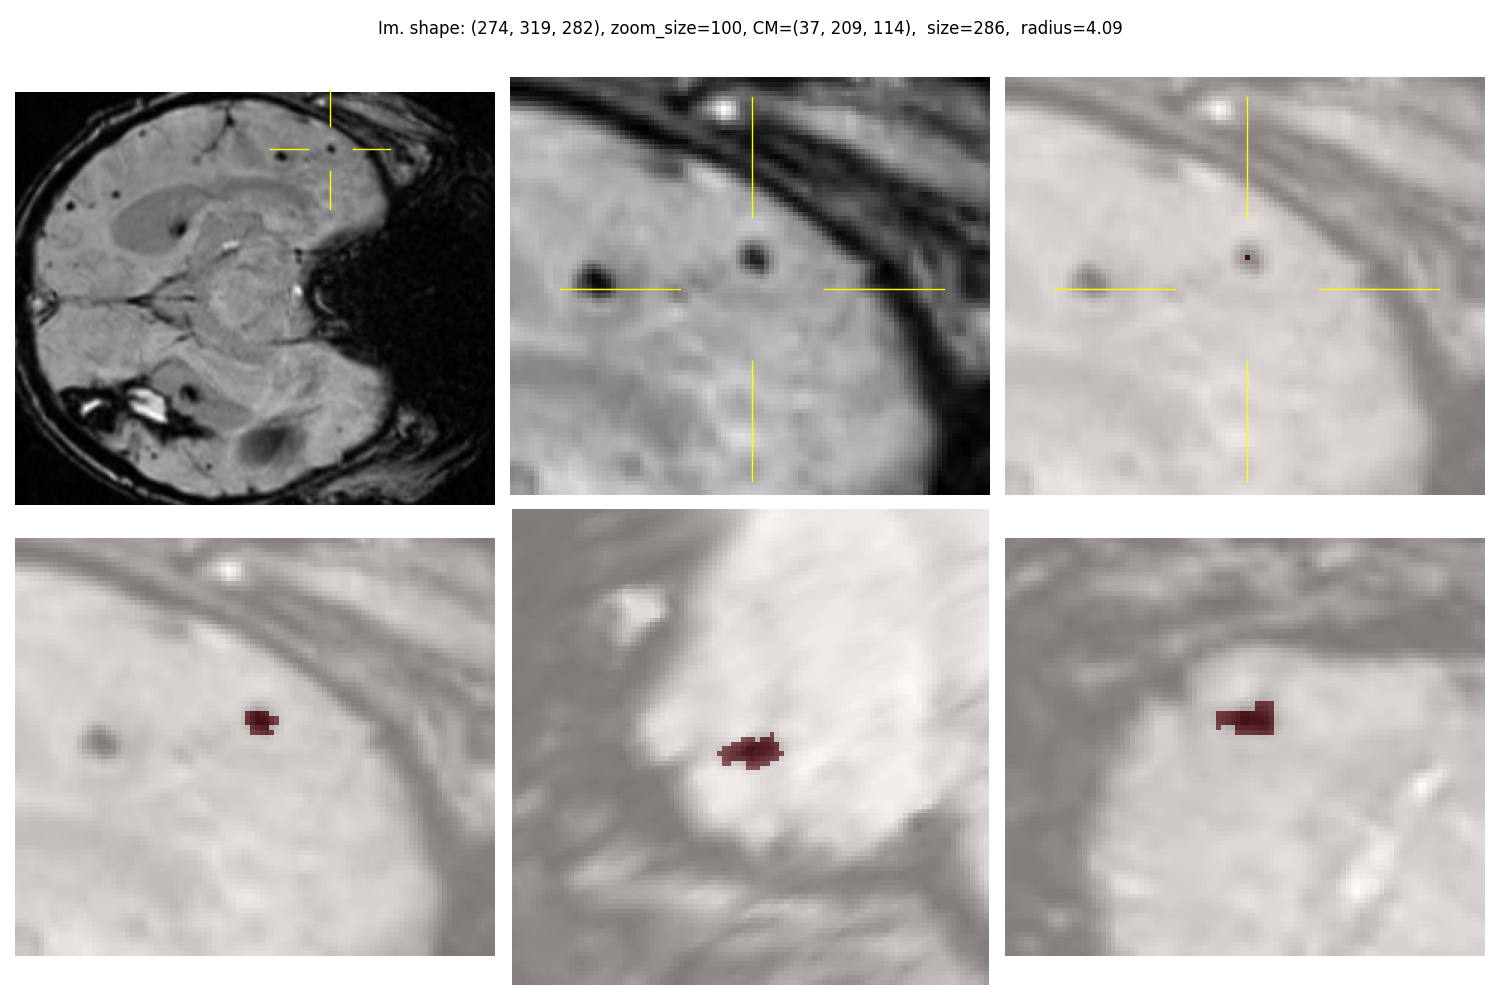 Im. shape: (274, 319, 282), zoom_size=100, CM=(37, 209, 114),  size=286,  radius=4.09